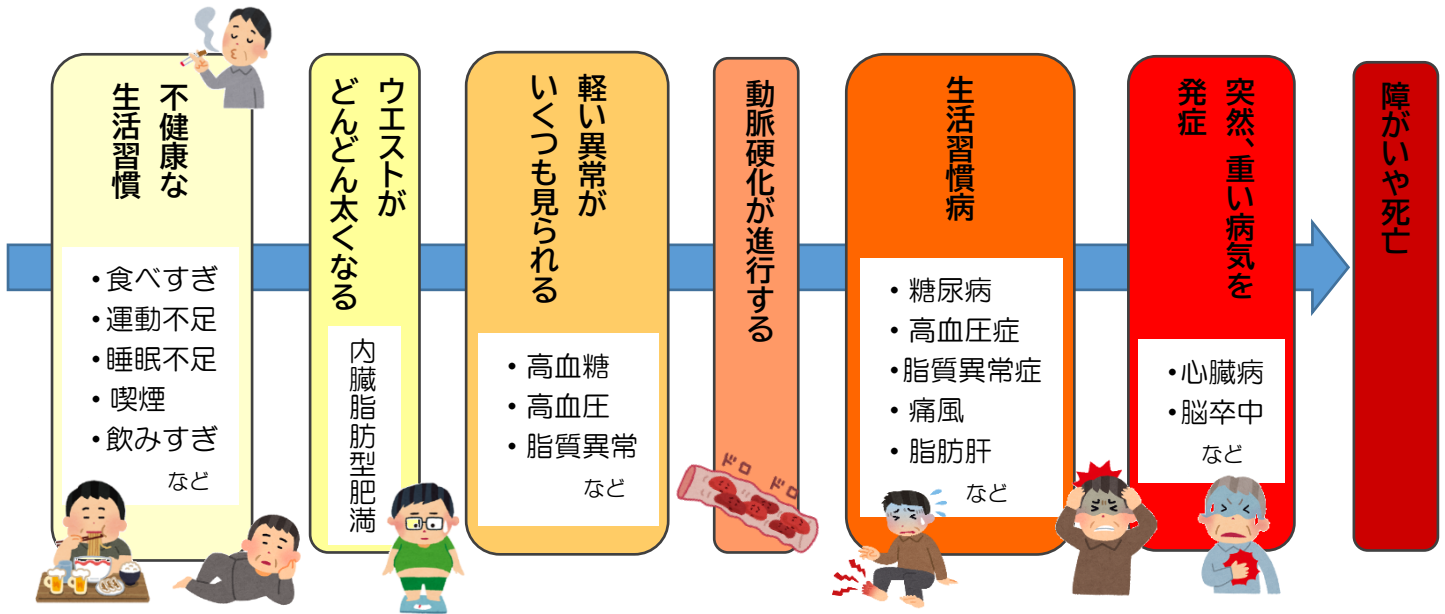 不健康な
生活習慣
・食べすぎ
・運動不足
・睡眠不足
・喫煙
・飲みすぎ
など
ウエストが
どんどん太くなる
内臓脂肪型肥満
軽い異常が
いくつも見られる
・高血糖
・高血圧
・脂質異常
など
動脈硬化が進行する
ドロ
ドロ
生活習慣病
・糖尿病
・高血圧症
・脂質異常症
・痛風
・脂肪肝
など
突然、重い病気を
発症
・心臓病
・脳卒中
など
障がいや死亡